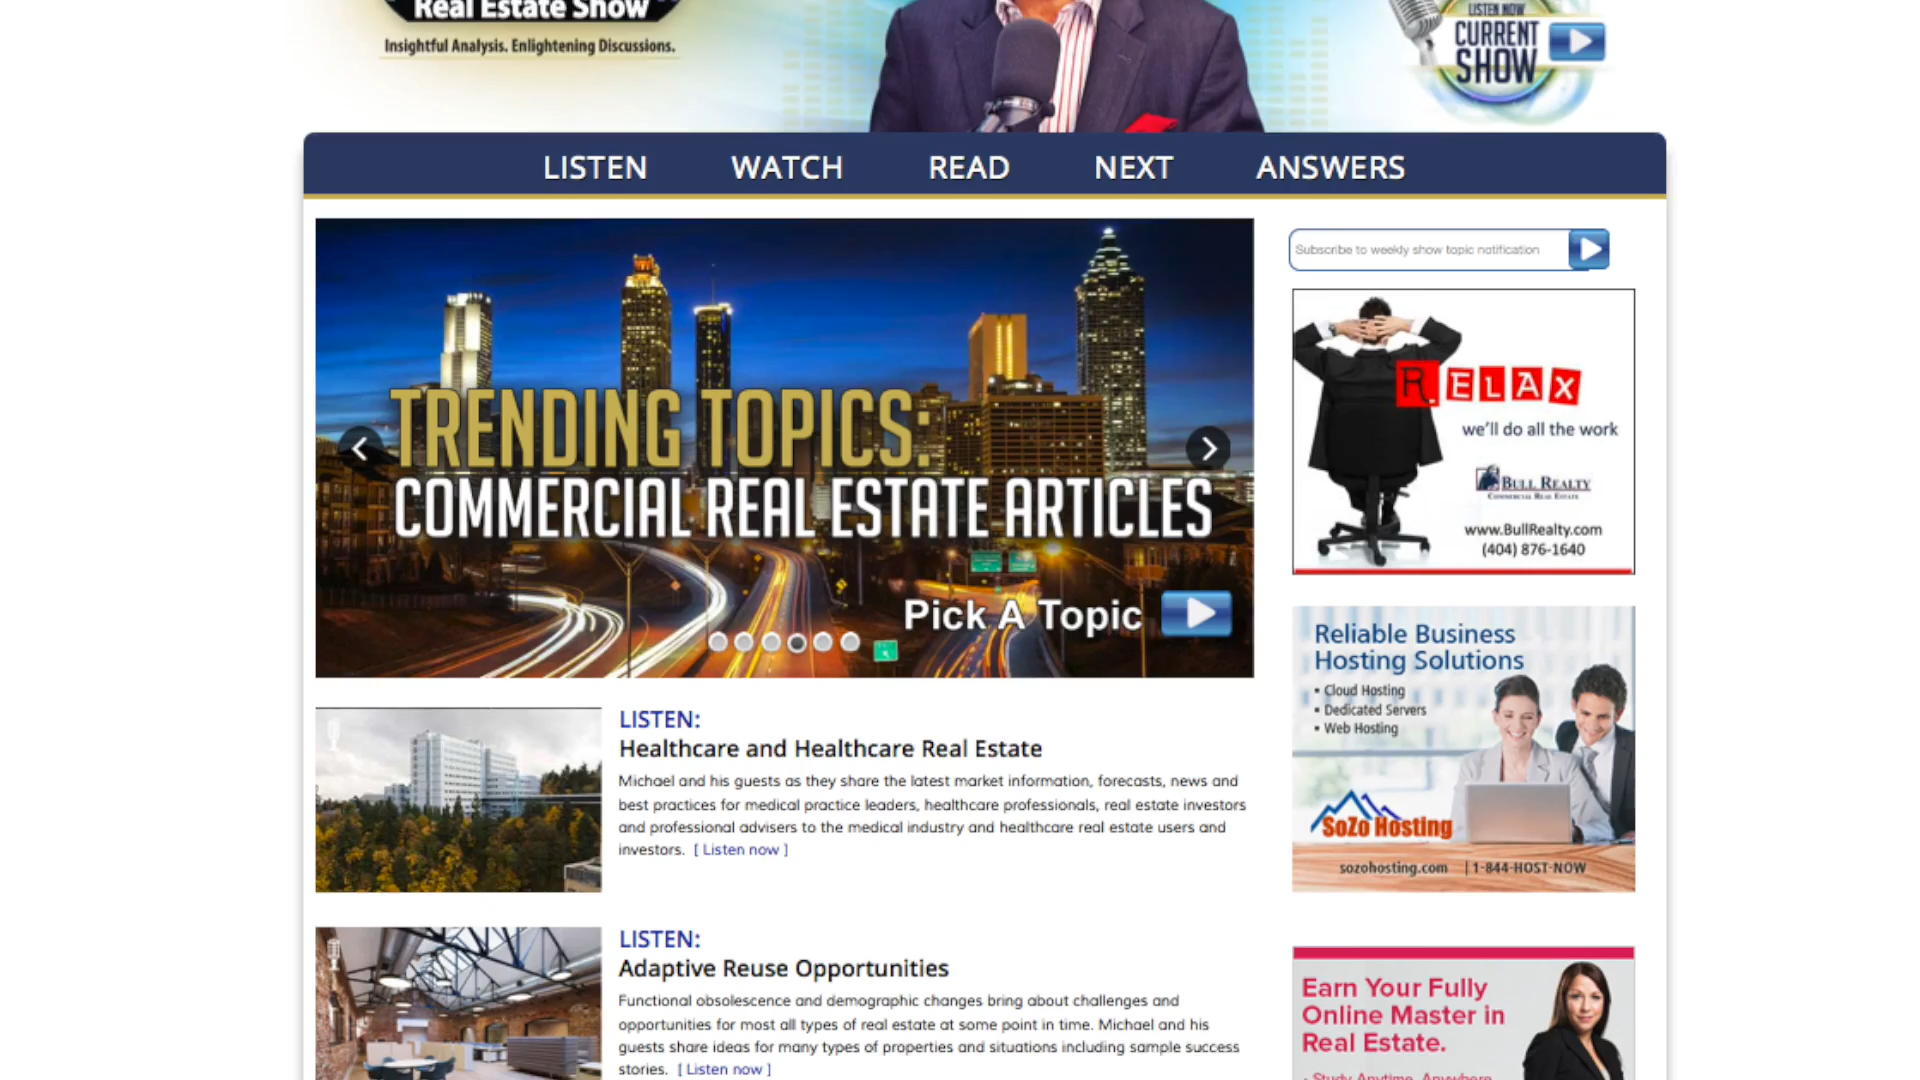 Real Estate Show
Insightful Analysis. Enlightening Discussions.
LISTEN NOW
CURRENT
SHOW
LISTEN
WATCH
READ
NEXT
ANSWERS
TRENDING TOPICS:
COMMERCIAL REAL ESTATE ARTICLES
Pick A Topic
Subscribe to weekly show topic notification
RELAX
we'll do all the work
BULL REALTY
COMMERCIAL REAL ESTATE
www.BullRealty.com
(404) 876-1640
Reliable Business
Hosting Solutions
▪ Cloud Hosting
▪ Dedicated Servers
▪ Web Hosting
SoZo Hosting
sozohosting.com | 1-844-HOST-NOW
LISTEN:
Healthcare and Healthcare Real Estate
Michael and his guests as they share the latest market information, forecasts, news and
best practices for medical practice leaders, healthcare professionals, real estate investors
and professional advisers to the medical industry and healthcare real estate users and
investors. [ Listen now ]
LISTEN:
Adaptive Reuse Opportunities
Functional obsolescence and demographic changes bring about challenges and
opportunities for most all types of real estate at some point in time. Michael and his
guests share ideas for many types of properties and situations including sample success
stories. [ Listen now ]
Earn Your Fully
Online Master in
Real Estate.
Study Anytime, Anywhere